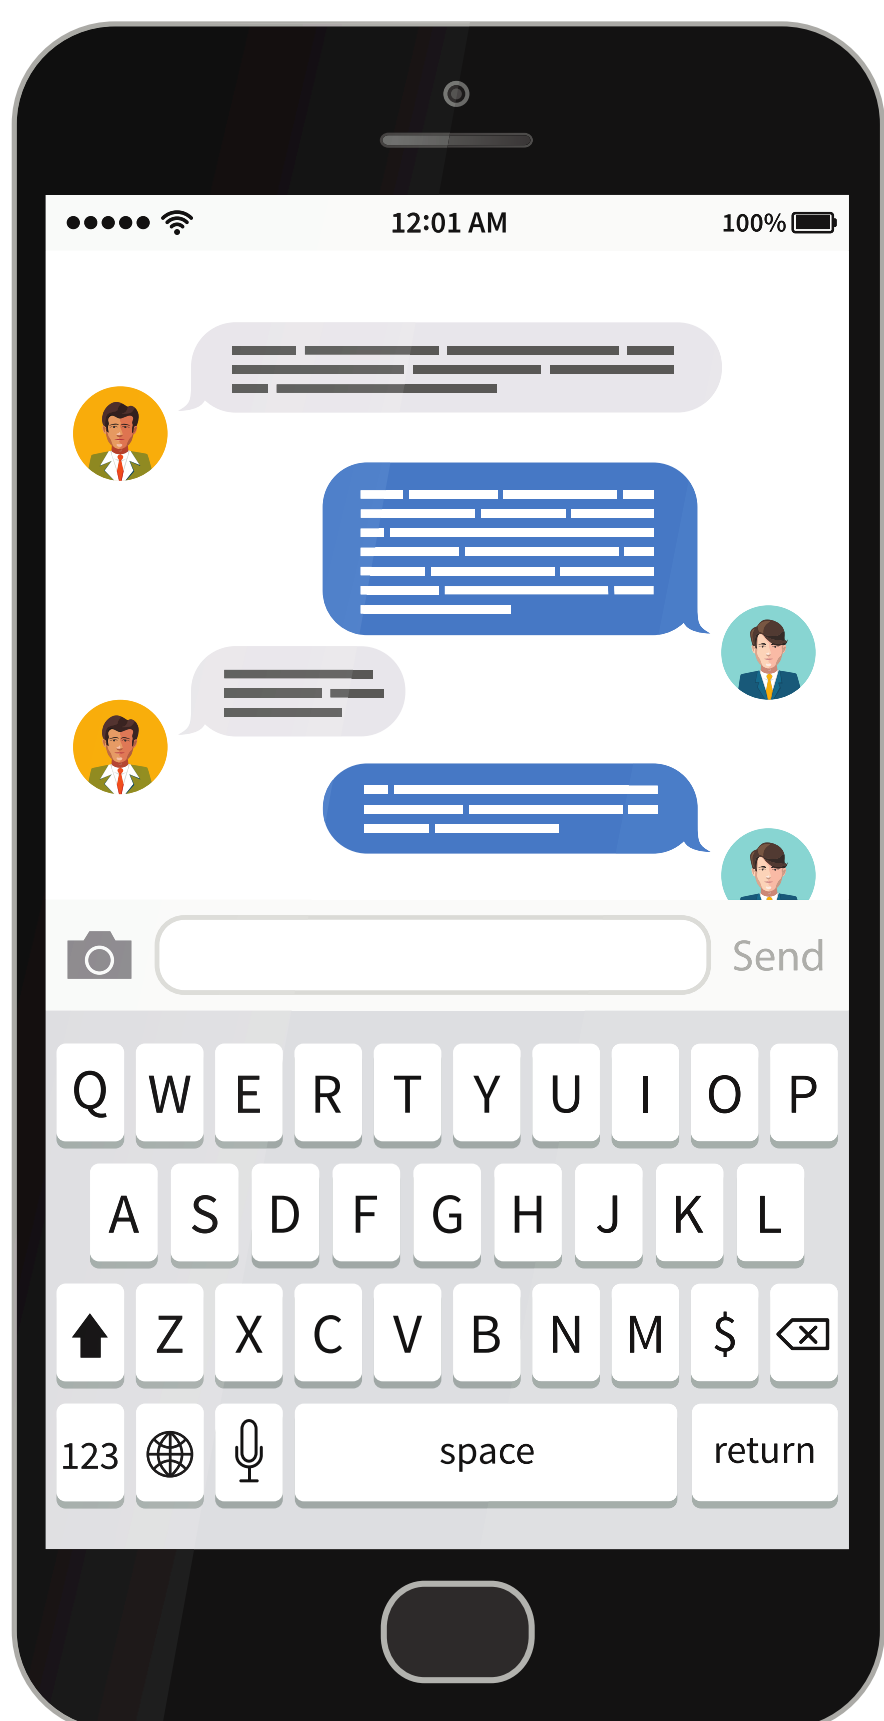 12:01 AM 100%
Send
Q W E R T Y U I O P
A S D F G H J K L
Z X C V B N M $
123 space return